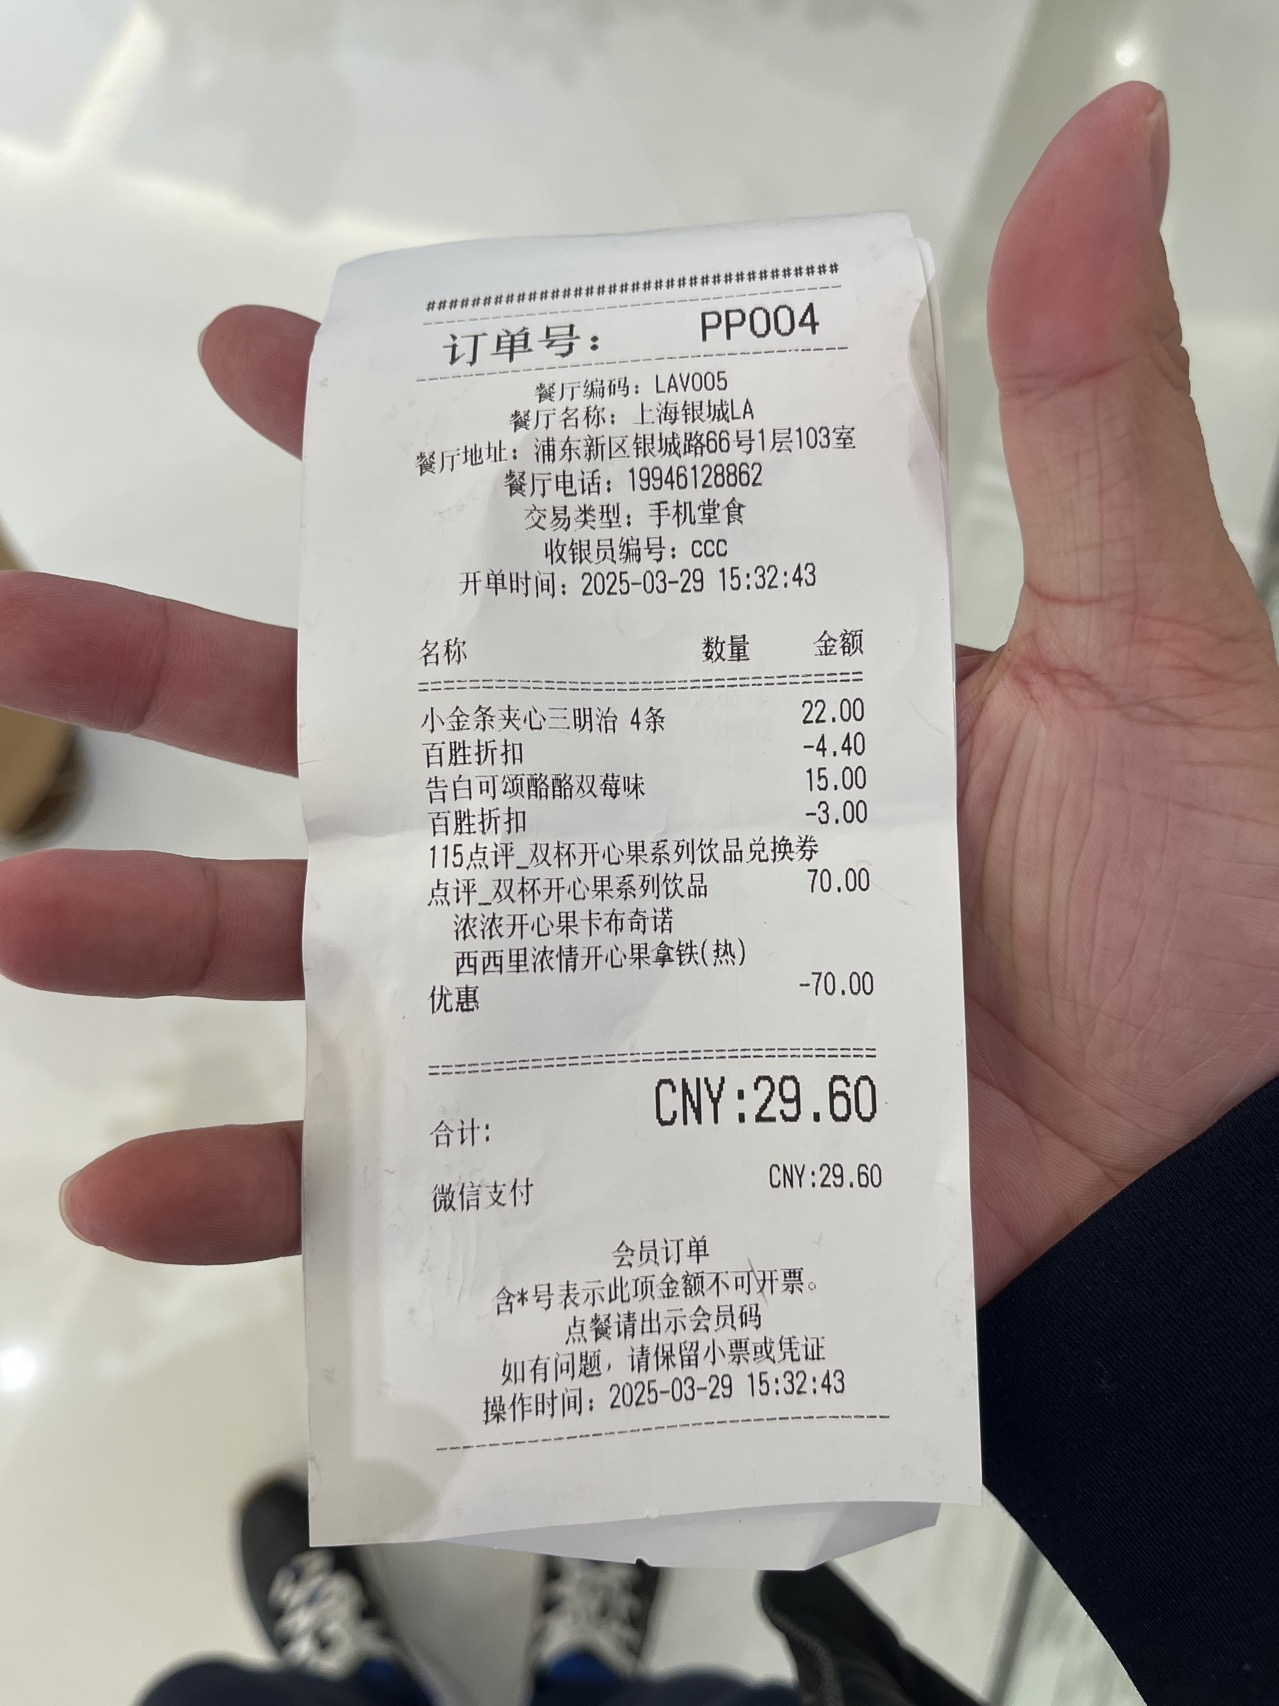 ###################################
订单号： PP004
餐厅编码：LAV005
餐厅名称：上海银城LA
餐厅地址：浦东新区银城路66号1层103室
餐厅电话：19946128862
交易类型：手机堂食
收银员编号：ccc
开单时间：2025-03-29 15:32:43
名称 数量 金额
小金条夹心三明治 4条 22.00
百胜折扣 -4.40
告白可颂酪酪双莓味 15.00
百胜折扣 -3.00
115点评_双杯开心果系列饮品兑换券
点评_双杯开心果系列饮品 70.00
浓浓开心果卡布奇诺
西西里浓情开心果拿铁(热)
优惠 -70.00
合计: CNY:29.60
微信支付 CNY:29.60
会员订单
含*号表示此项金额不可开票。
点餐请出示会员码
如有问题，请保留小票或凭证
操作时间：2025-03-29 15:32:43